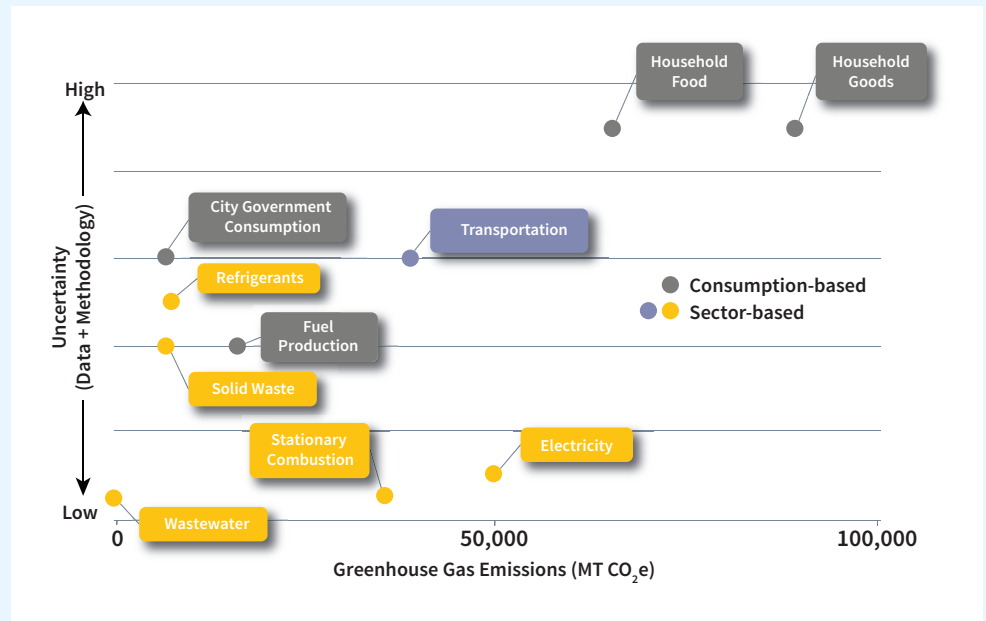 High
Household
Food
Household
Goods
City Government
Consumption
Transportation
Refrigerants
Consumption-based
Sector-based
Uncertainty
(Data + Methodology)
Fuel
Production
Solid Waste
Stationary
Combustion
Electricity
Low
Wastewater
0
50,000
100,000
Greenhouse Gas Emissions (MT CO₂e)